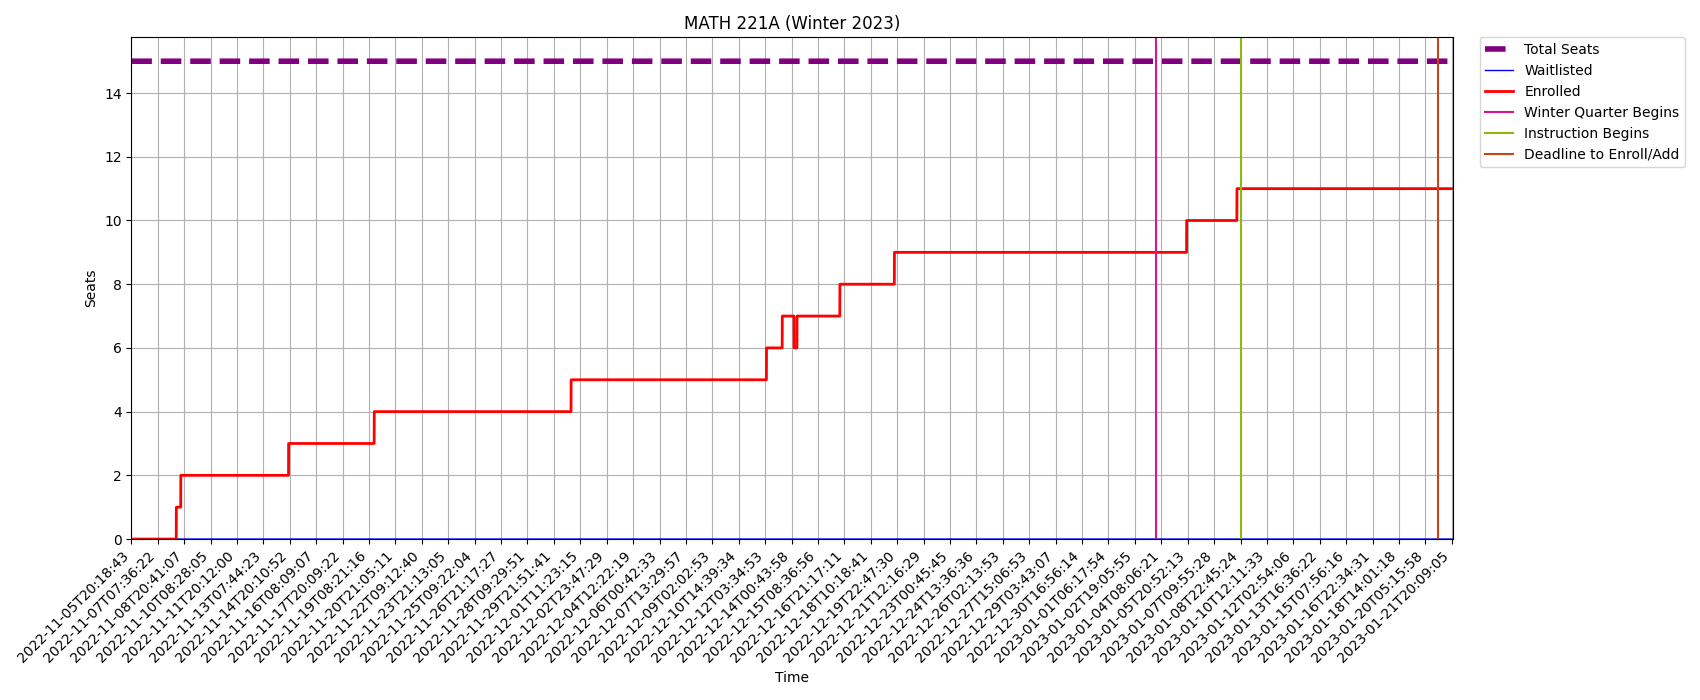 MATH 221A (Winter 2023)
Total Seats
Waitlisted
Enrolled
Winter Quarter Begins
Instruction Begins
Deadline to Enroll/Add
Seats
14
12
10
8
6
4
2
0
2022-11-05T20:18:43
2022-11-07T07:36:22
2022-11-08T20:41:07
2022-11-10T08:28:05
2022-11-11T20:12:00
2022-11-13T07:44:23
2022-11-14T20:10:52
2022-11-16T08:09:07
2022-11-17T20:09:22
2022-11-19T08:21:16
2022-11-20T21:05:11
2022-11-22T09:12:40
2022-11-23T21:13:05
2022-11-25T09:22:04
2022-11-26T21:17:27
2022-11-28T09:29:51
2022-11-29T21:51:41
2022-12-01T11:23:15
2022-12-02T23:47:29
2022-12-04T12:22:19
2022-12-06T00:42:33
2022-12-07T13:29:57
2022-12-09T02:02:53
2022-12-10T14:39:34
2022-12-12T03:34:53
2022-12-14T00:43:58
2022-12-15T08:36:56
2022-12-16T21:17:11
2022-12-18T10:18:41
2022-12-19T22:47:30
2022-12-21T12:16:29
2022-12-23T00:45:45
2022-12-24T13:36:36
2022-12-26T02:13:53
2022-12-27T15:06:53
2022-12-29T03:43:07
2022-12-30T16:56:14
2023-01-01T06:17:54
2023-01-02T19:05:55
2023-01-04T08:06:21
2023-01-05T20:52:13
2023-01-07T09:55:28
2023-01-08T22:45:24
2023-01-10T12:11:33
2023-01-12T02:54:06
2023-01-13T16:36:22
2023-01-15T07:56:16
2023-01-16T22:34:31
2023-01-18T14:01:18
2023-01-20T05:15:58
2023-01-21T20:09:05
Time